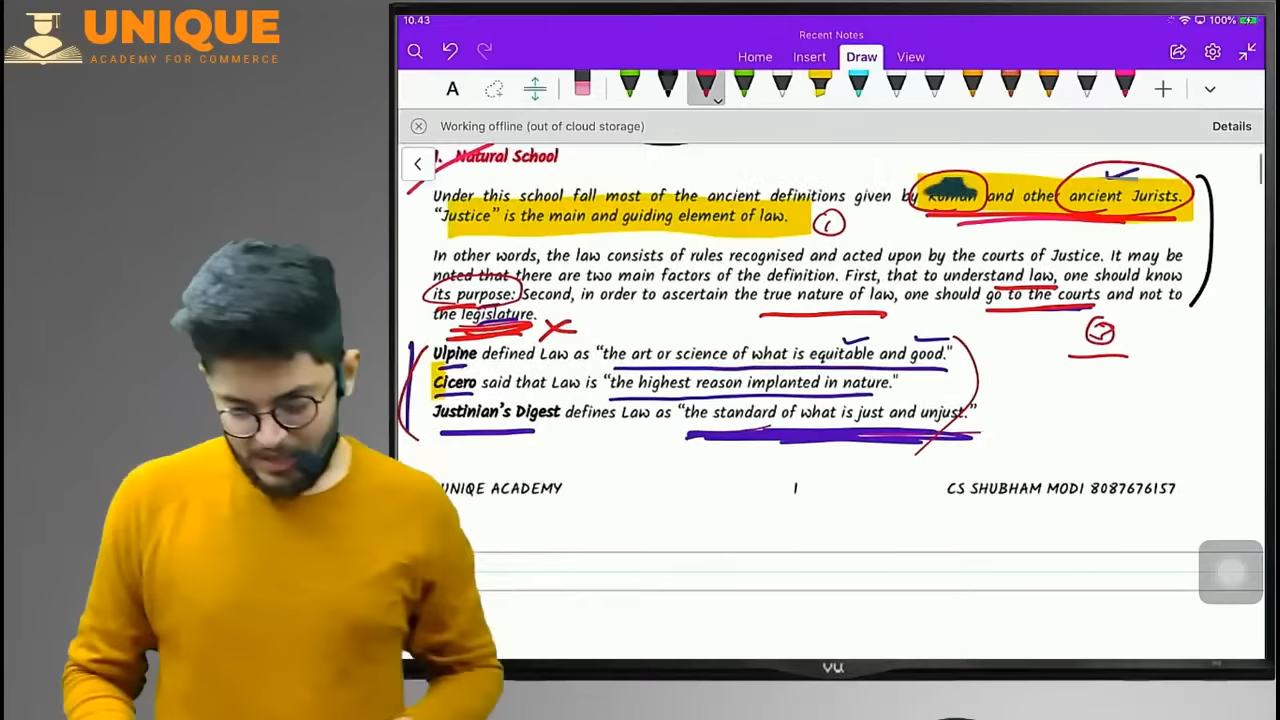 UNIQUE
ACADEMY FOR COMMERCE
10.43
100%
Recent Notes
Home Insert Draw View
A
Working offline (out of cloud storage)
Details
1. Natural School
Under this school fall most of the ancient definitions given by Roman and other ancient Jurists.
“Justice” is the main and guiding element of law.
In other words, the law consists of rules recognised and acted upon by the courts of Justice. It may be
noted that there are two main factors of the definition. First, that to understand law, one should know
its purpose: Second, in order to ascertain the true nature of law, one should go to the courts and not to
the legislature.
Ulpine defined Law as “the art or science of what is equitable and good."
Cicero said that Law is “the highest reason implanted in nature."
Justinian’s Digest defines Law as “the standard of what is just and unjust.”
UNIQE ACADEMY 1 CS SHUBHAM MODI 8087676157